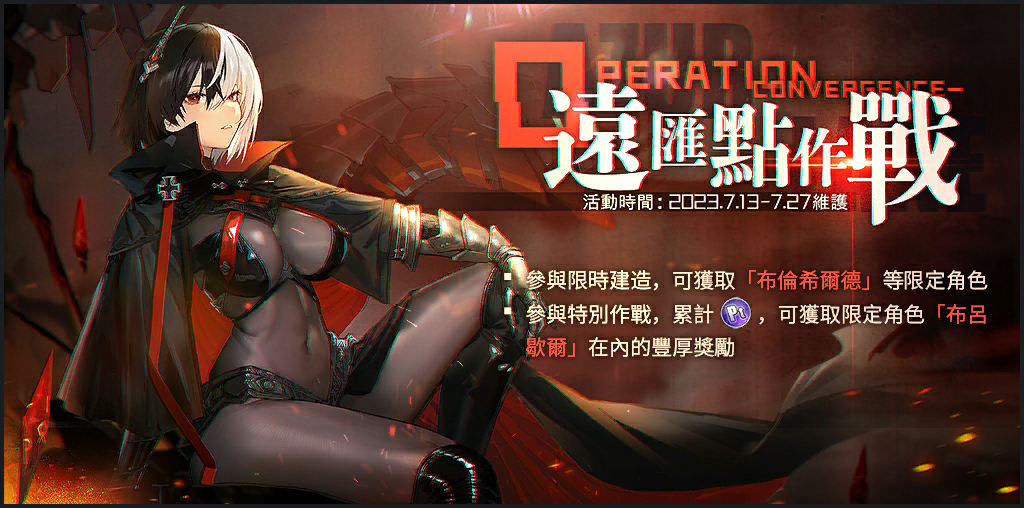 AZUR
OPERATION
CONVERGENCE
遠匯點作戰
活動時間：2023.7.13-7.27維護
參與限時建造，可獲取「布倫希爾德」等限定角色
參與特別作戰，累計 Pt ，可獲取限定角色「布呂
歇爾」在內的豐厚獎勵